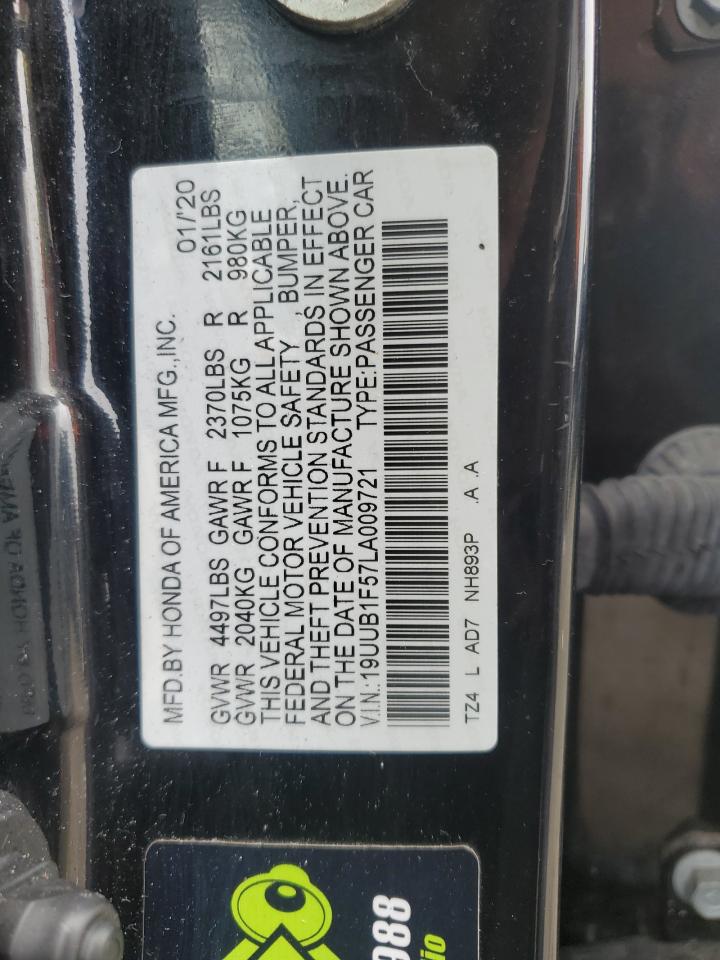 MFD.BY HONDA OF AMERICA MFG.,INC. 01/'20
GVWR 4497LBS GAWR F 2370LBS R 2161LBS
GVWR 2040KG GAWR F 1075KG R 980KG
THIS VEHICLE CONFORMS TO ALL APPLICABLE
FEDERAL MOTOR VEHICLE SAFETY , BUMPER,
AND THEFT PREVENTION STANDARDS IN EFFECT
ON THE DATE OF MANUFACTURE SHOWN ABOVE.
V.I.N.:19UUB1F57LA009721 TYPE:PASSENGER CAR
TZ4 L AD7 NH893P .A .A
988
io